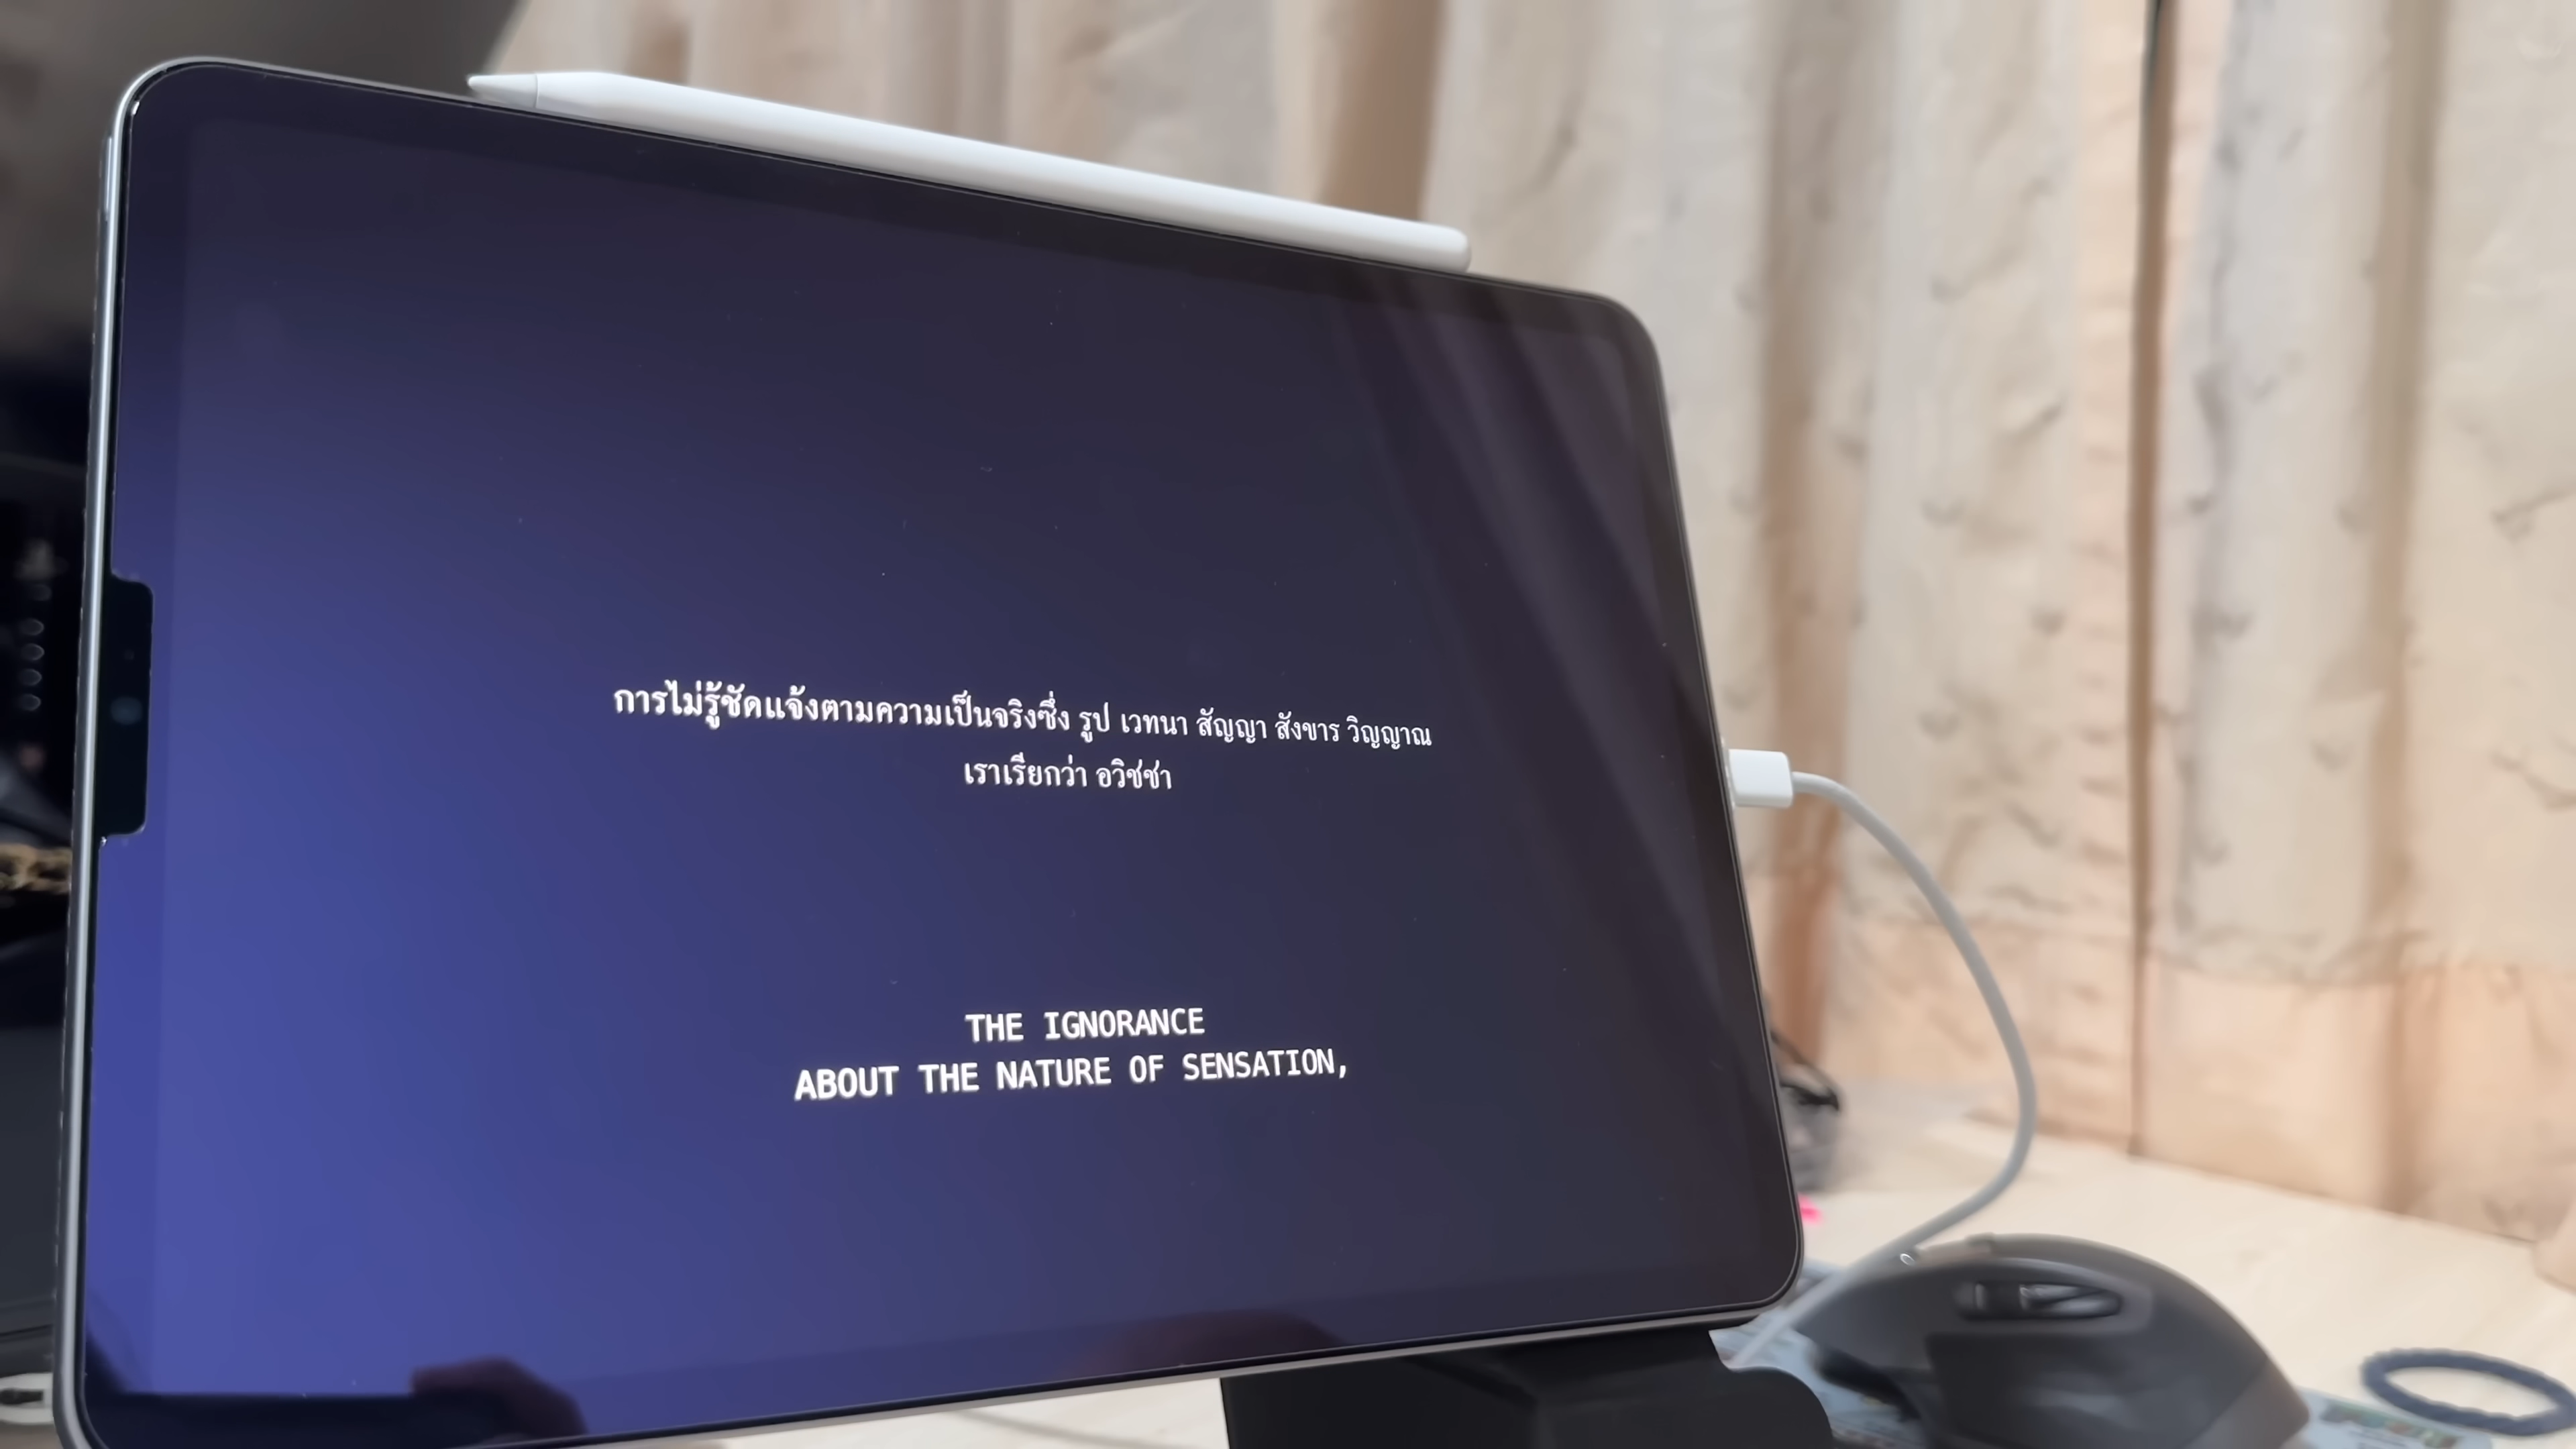 การไม่รู้ชัดแจ้งตามความเป็นจริงซึ่ง รูป เวทนา สัญญา สังขาร วิญญาณ
เราเรียกว่า อวิชชา
THE IGNORANCE
ABOUT THE NATURE OF SENSATION,